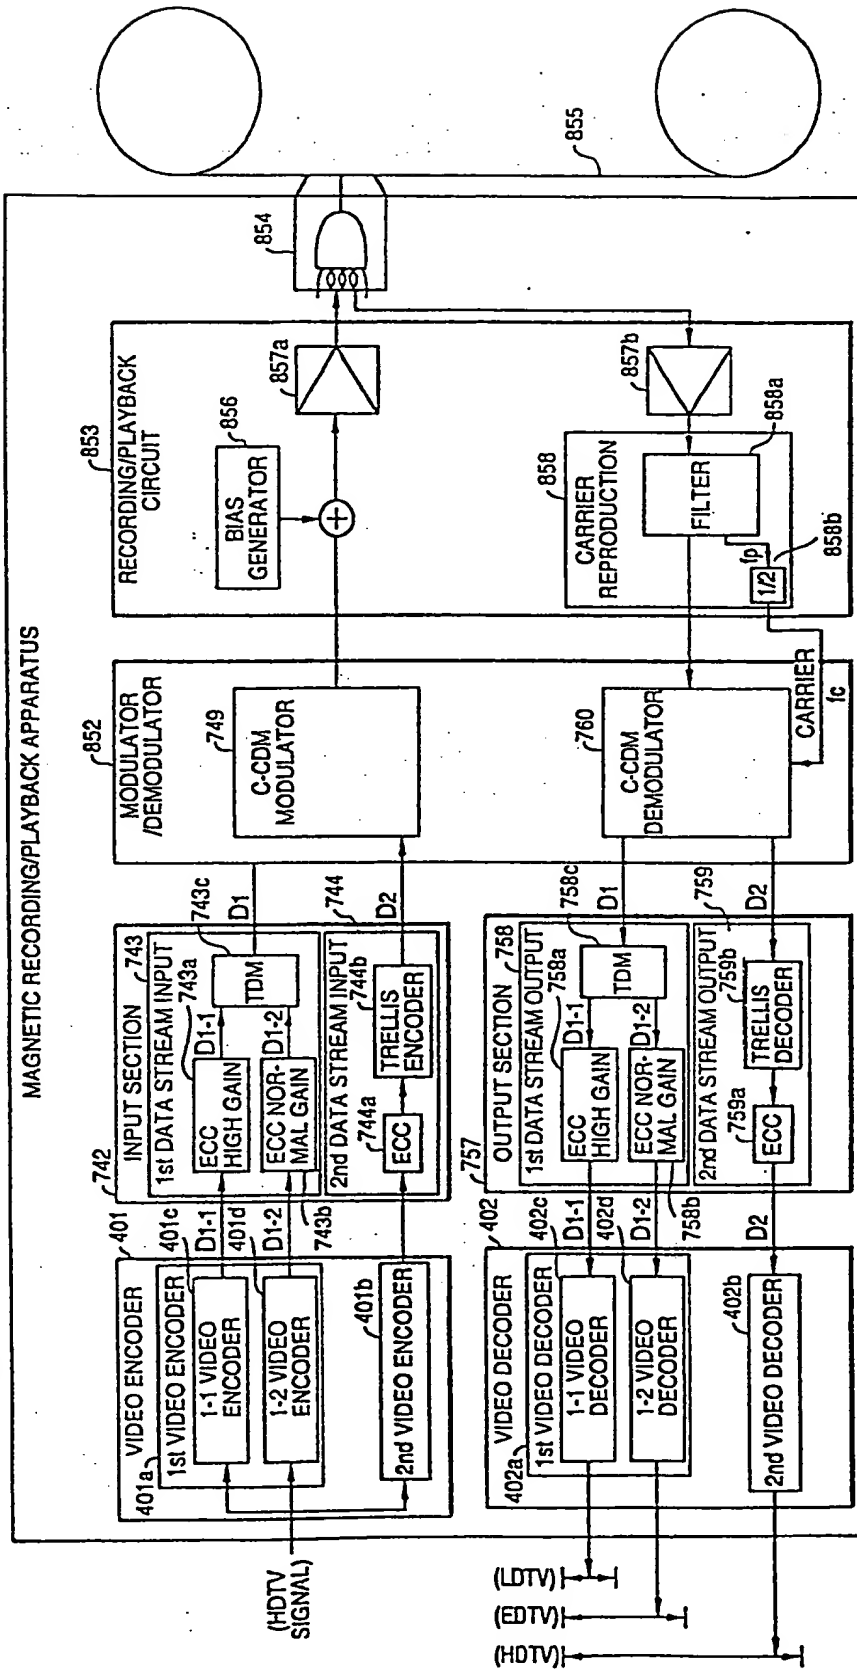 MAGNETIC RECORDING/PLAYBACK APPARATUS
(HDTV
SIGNAL)
401
VIDEO ENCODER
401a
1st VIDEO ENCODER
401c
1-1 VIDEO
ENCODER
401d
1-2 VIDEO
ENCODER
401b
2nd VIDEO ENCODER
D1-1
D1-2
742
INPUT SECTION
743
1st DATA STREAM INPUT
743a
ECC
HIGH GAIN
D1-1
743c
TDM
ECC NOR-
MAL GAIN
D1-2
743b
744
2nd DATA STREAM INPUT
744a
ECC
744b
TRELLIS
ENCODER
D1
D2
852
MODULATOR
/DEMODULATOR
749
C-CDM
MODULATOR
760
C-CDM
DEMODULATOR
CARRIER
fc
853
RECORDING/PLAYBACK
CIRCUIT
856
BIAS
GENERATOR
857a
857b
858
CARRIER
REPRODUCTION
858a
FILTER
fp
1/2
858b
854
855
D1
D2
757
OUTPUT SECTION
758
1st DATA STREAM OUTPUT
758a
ECC
HIGH GAIN
D1-1
758c
TDM
ECC NOR-
MAL GAIN
D1-2
758b
759
2nd DATA STREAM OUTPUT
759a
ECC
759b
TRELLIS
DECODER
D1-1
D1-2
D2
402
VIDEO DECODER
402a
1st VIDEO DECODER
402c
1-1 VIDEO
DECODER
402d
1-2 VIDEO
DECODER
402b
2nd VIDEO DECODER
(LDTV)
(EDTV)
(HDTV)